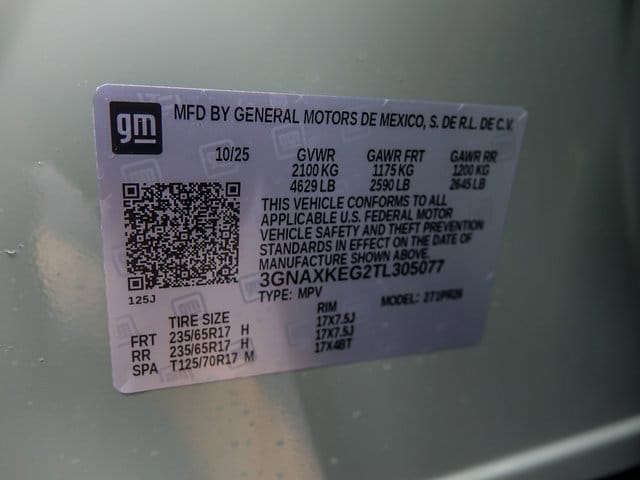 gm MFD BY GENERAL MOTORS DE MEXICO, S. DE R.L. DE C.V.
10/25 GVWR GAWR FRT GAWR RR
2100 KG 1175 KG 1200 KG
4629 LB 2590 LB 2645 LB
THIS VEHICLE CONFORMS TO ALL
APPLICABLE U.S. FEDERAL MOTOR
VEHICLE SAFETY AND THEFT PREVENTION
STANDARDS IN EFFECT ON THE DATE OF
MANUFACTURE SHOWN ABOVE.
3GNAXKEG2TL305077
125J TYPE: MPV MODEL:
TIRE SIZE RIM
FRT 235/65R17 H 17X7.5J
RR 235/65R17 H 17X7.5J
SPA T125/70R17 M 17X4BT